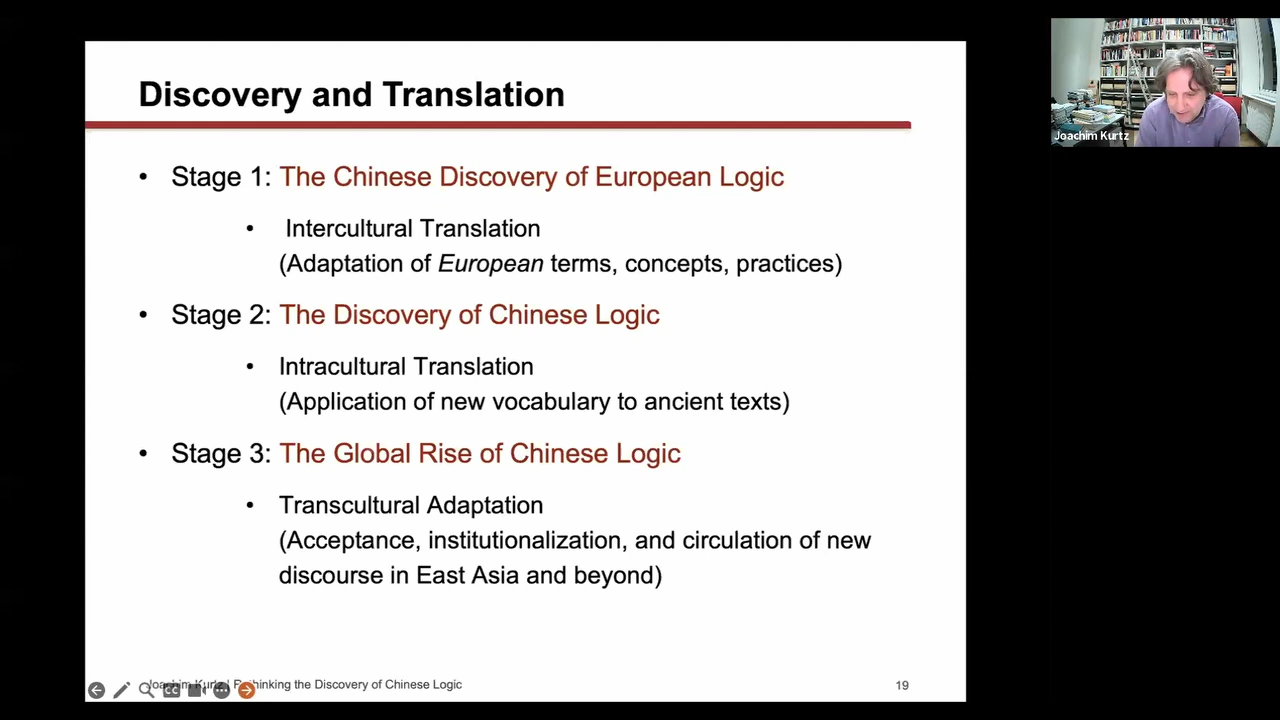 Discovery and Translation
• Stage 1: The Chinese Discovery of European Logic
• Intercultural Translation
(Adaptation of European terms, concepts, practices)
• Stage 2: The Discovery of Chinese Logic
• Intracultural Translation
(Application of new vocabulary to ancient texts)
• Stage 3: The Global Rise of Chinese Logic
• Transcultural Adaptation
(Acceptance, institutionalization, and circulation of new
discourse in East Asia and beyond)
Joachim Kurtz | Rethinking the Discovery of Chinese Logic
19
Joachim Kurtz